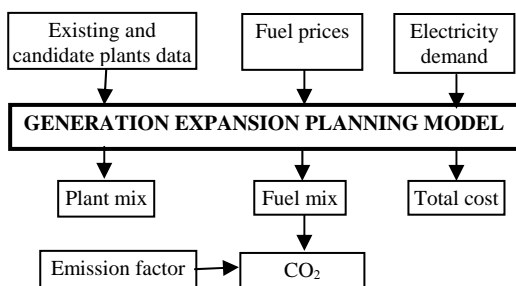 Existing and
candidate plants data
Fuel prices
Electricity
demand
GENERATION EXPANSION PLANNING MODEL
Plant mix
Fuel mix
Total cost
Emission factor
CO₂